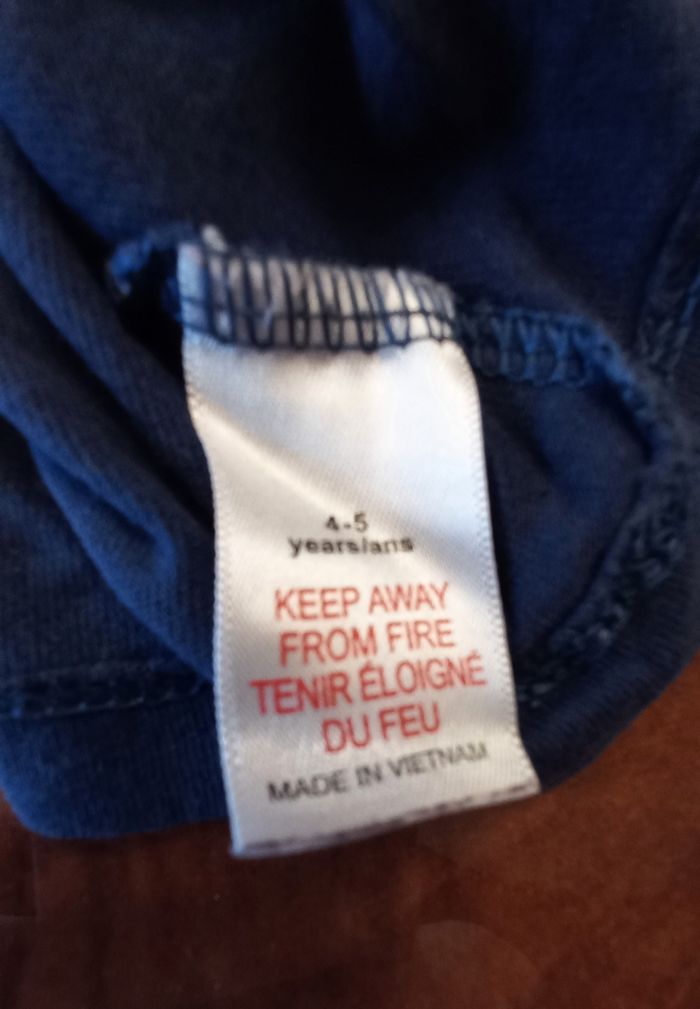 4-5
years/ans
KEEP AWAY
FROM FIRE
TENIR ÉLOIGNÉ
DU FEU
MADE IN VIETNAM